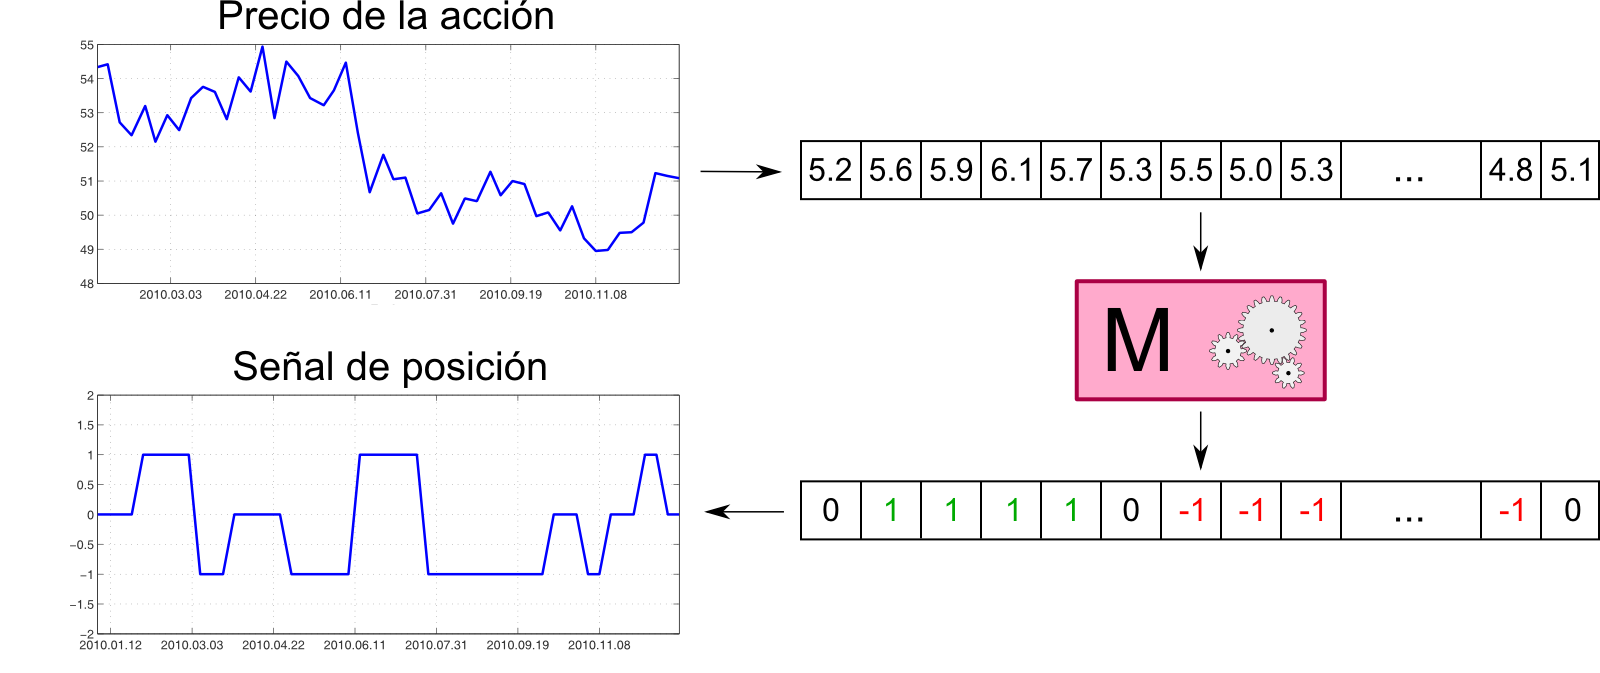 Precio de la acción
55
54
53
52
51
50
49
48
2010.03.03 2010.04.22 2010.06.11 2010.07.31 2010.09.19 2010.11.08
5.2 5.6 5.9 6.1 5.7 5.3 5.5 5.0 5.3 ... 4.8 5.1
M
0 1 1 1 1 0 -1 -1 -1 ... -1 0
Señal de posición
2
1.5
1
0.5
0
−0.5
−1
−1.5
−2
2010.01.12 2010.03.03 2010.04.22 2010.06.11 2010.07.31 2010.09.19 2010.11.08